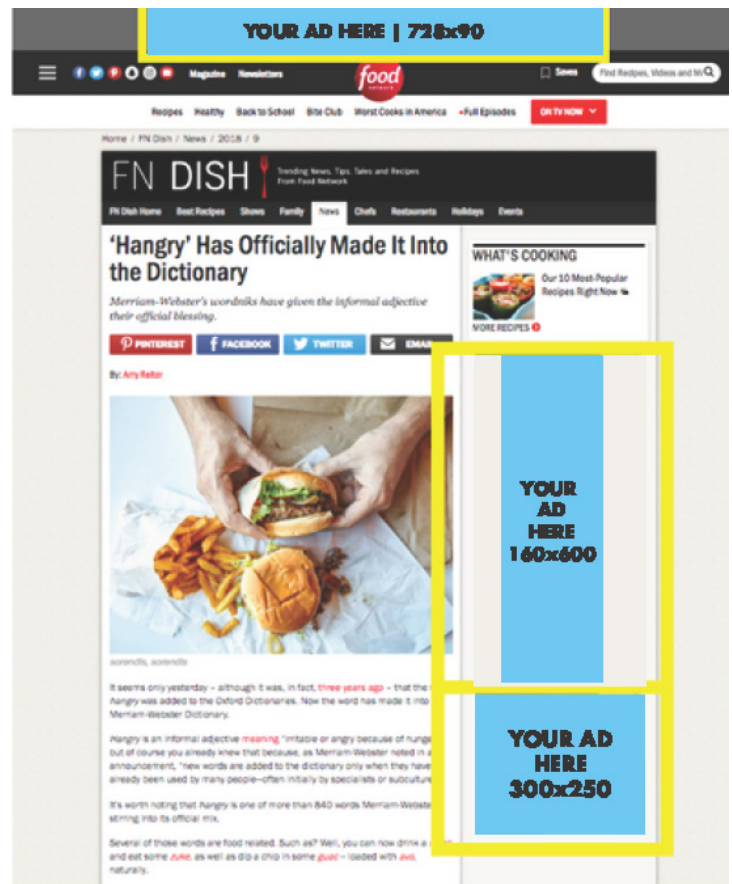 YOUR AD HERE | 728x90
Magazine Newsletters
food
network
Saves
Find Recipes, Videos and
Recipes Healthy Back to School Bite Club Worst Cooks in America •Full Episodes ON TV NOW
Home / FN Dish / News / 2018 / 9
FN DISH
Trending News, Tips, Tales and Recipes
From Food Network
FN Dish Home Best Recipes Shows Family News Chefs Restaurants Holidays Events
'Hangry' Has Officially Made It Into
the Dictionary
Merriam-Webster's wordniks have given the informal adjective
their official blessing.
PINTEREST FACEBOOK TWITTER EMAI
By: Amy Reiter
WHAT'S COOKING
Our 10 Most-Popular
Recipes Right Now
MORE RECIPES
YOUR
AD
HERE
160x600
sorendls, sorendls
It seems only yesterday – although it was, in fact, three years ago – that the
hangry was added to the Oxford Dictionaries. Now the word has made it into
Merriam-Webster Dictionary.
Hangry is an informal adjective meaning "irritable or angry because of hunge
but of course you already knew that because, as Merriam-Webster noted in a
announcement, "new words are added to the dictionary only when they have
already been used by many people–often initially by specialists or subculture
It's worth noting that hangry is one of more than 840 words Merriam-Webster
stirring into its official mix.
Several of those words are food related. Such as? Well, you can now drink a
and eat some zuke, as well as dip a chip in some guac – loaded with avo,
naturally.
YOUR AD
HERE
300x250